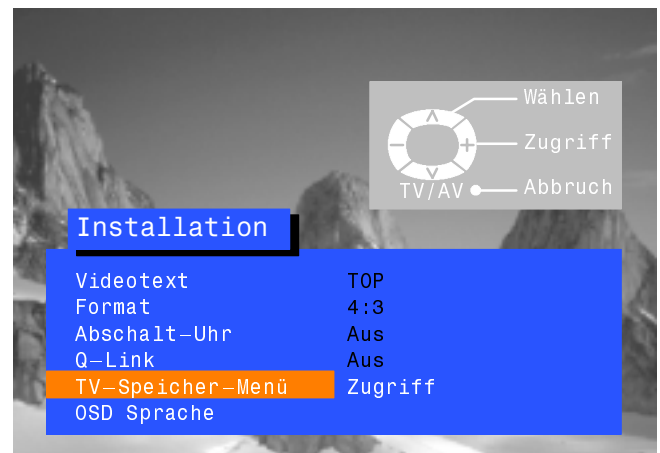 Wählen
Zugriff
TV/AV Abbruch
Installation
Videotext TOP
Format 4:3
Abschalt-Uhr Aus
Q-Link Aus
TV-Speicher-Menü Zugriff
OSD Sprache